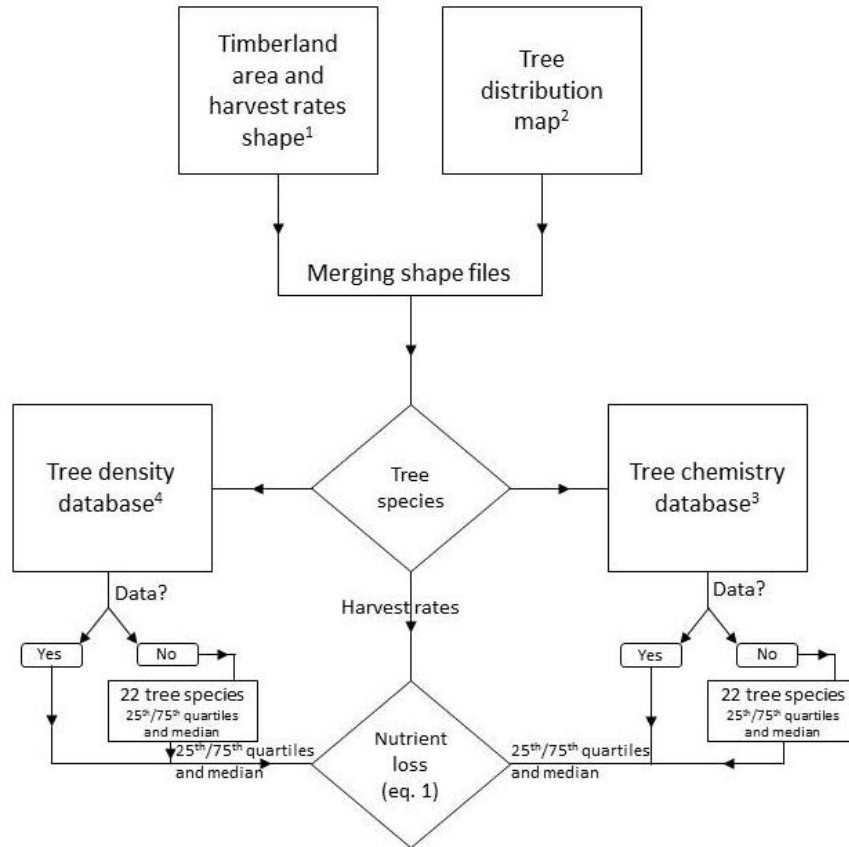 Timberland
area and
harvest rates
shape¹
Tree
distribution
map²
Merging shape files
Tree density
database⁴
Tree
species
Tree chemistry
database³
Data?
Harvest rates
Data?
Yes
No
Yes
No
22 tree species
25ᵗʰ/75ᵗʰ quartiles
and median
22 tree species
25ᵗʰ/75ᵗʰ quartiles
and median
25ᵗʰ/75ᵗʰ quartiles
and median
Nutrient
loss
(eq. 1)
25ᵗʰ/75ᵗʰ quartiles
and median